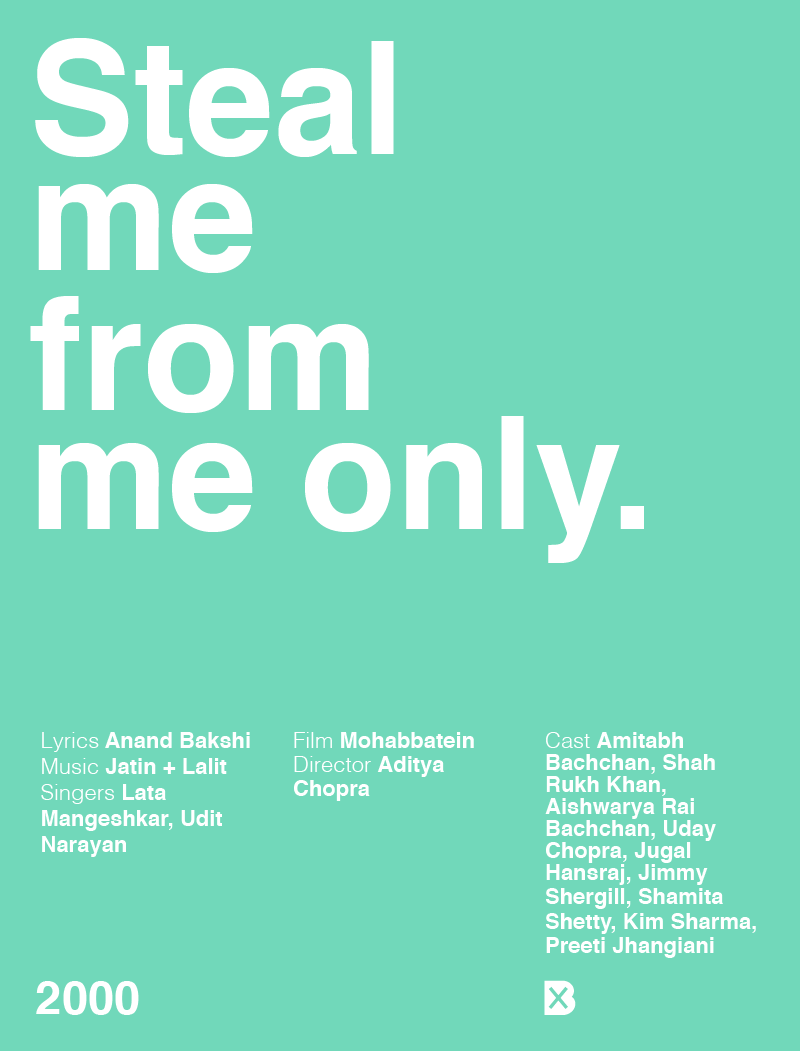 Steal
me
from
me only.
Lyrics Anand Bakshi
Music Jatin + Lalit
Singers Lata
Mangeshkar, Udit
Narayan
Film Mohabbatein
Director Aditya
Chopra
Cast Amitabh
Bachchan, Shah
Rukh Khan,
Aishwarya Rai
Bachchan, Uday
Chopra, Jugal
Hansraj, Jimmy
Shergill, Shamita
Shetty, Kim Sharma,
Preeti Jhangiani
2000
BX